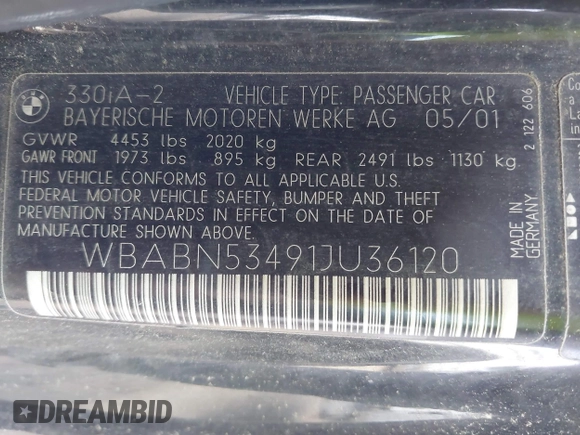 330iA-2 VEHICLE TYPE: PASSENGER CAR
BAYERISCHE MOTOREN WERKE AG 05/01
GVWR 4453 lbs 2020 kg
GAWR FRONT 1973 lbs 895 kg REAR 2491 lbs 1130 kg
THIS VEHICLE CONFORMS TO ALL APPLICABLE U.S.
FEDERAL MOTOR VEHICLE SAFETY, BUMPER AND THEFT
PREVENTION STANDARDS IN EFFECT ON THE DATE OF
MANUFACTURE SHOWN ABOVE.
WBABN53491JU36120
MADE IN
GERMANY
2 122 606
DREAMBID